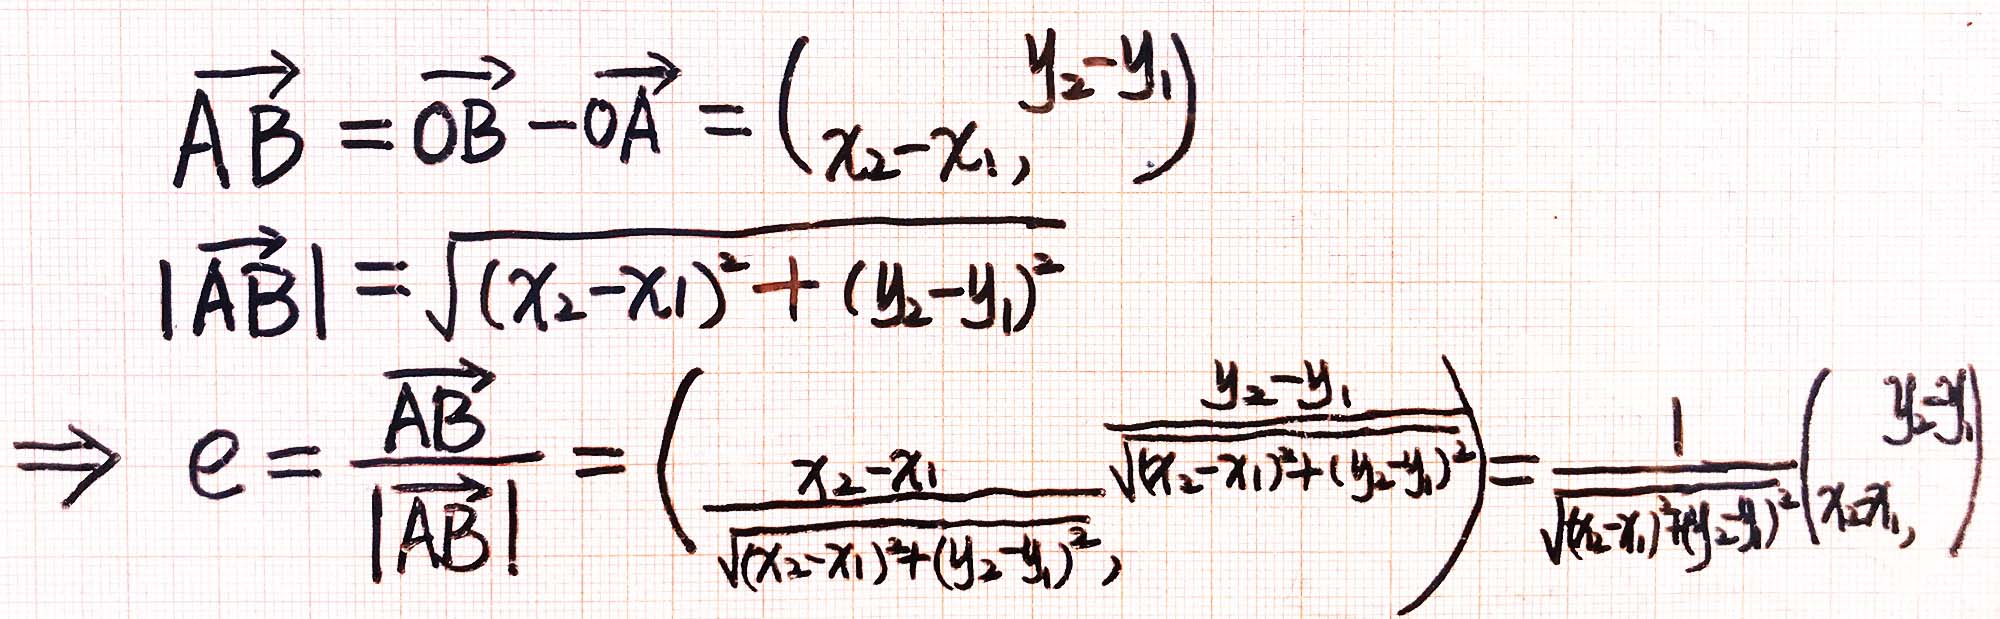 $\overrightarrow{AB} = \overrightarrow{OB} - \overrightarrow{OA} = (x_2 - x_1, y_2 - y_1)$
$|\overrightarrow{AB}| = \sqrt{(x_2 - x_1)^2 + (y_2 - y_1)^2}$
$\Rightarrow e = \frac{\overrightarrow{AB}}{|\overrightarrow{AB}|} = \left(\frac{x_2 - x_1}{\sqrt{(x_2 - x_1)^2 + (y_2 - y_1)^2}}, \frac{y_2 - y_1}{\sqrt{(x_2 - x_1)^2 + (y_2 - y_1)^2}}\right) = \frac{1}{\sqrt{(x_2 - x_1)^2 + (y_2 - y_1)^2}} (x_2 - x_1, y_2 - y_1)$